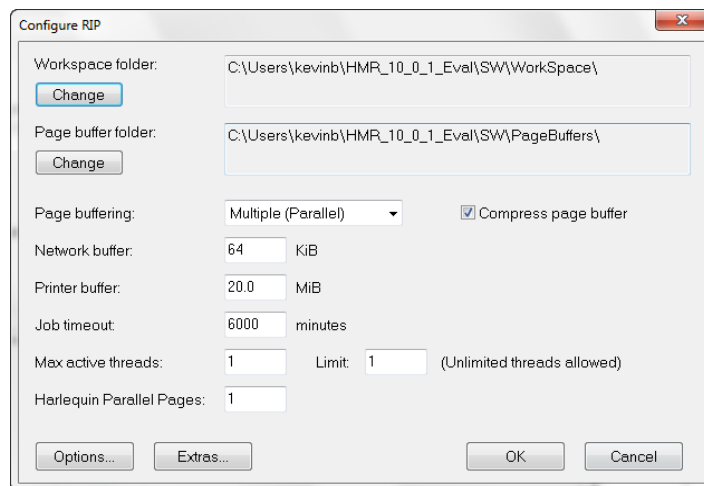 Configure RIP
Workspace folder: C:\Users\kevinb\HMR_10_0_1_Eval\SW\WorkSpace\
Change
Page buffer folder: C:\Users\kevinb\HMR_10_0_1_Eval\SW\PageBuffers\
Change
Page buffering: Multiple (Parallel) Compress page buffer
Network buffer: 64 KiB
Printer buffer: 20.0 MiB
Job timeout: 6000 minutes
Max active threads: 1 Limit: 1 (Unlimited threads allowed)
Harlequin Parallel Pages: 1
Options... Extras... OK Cancel